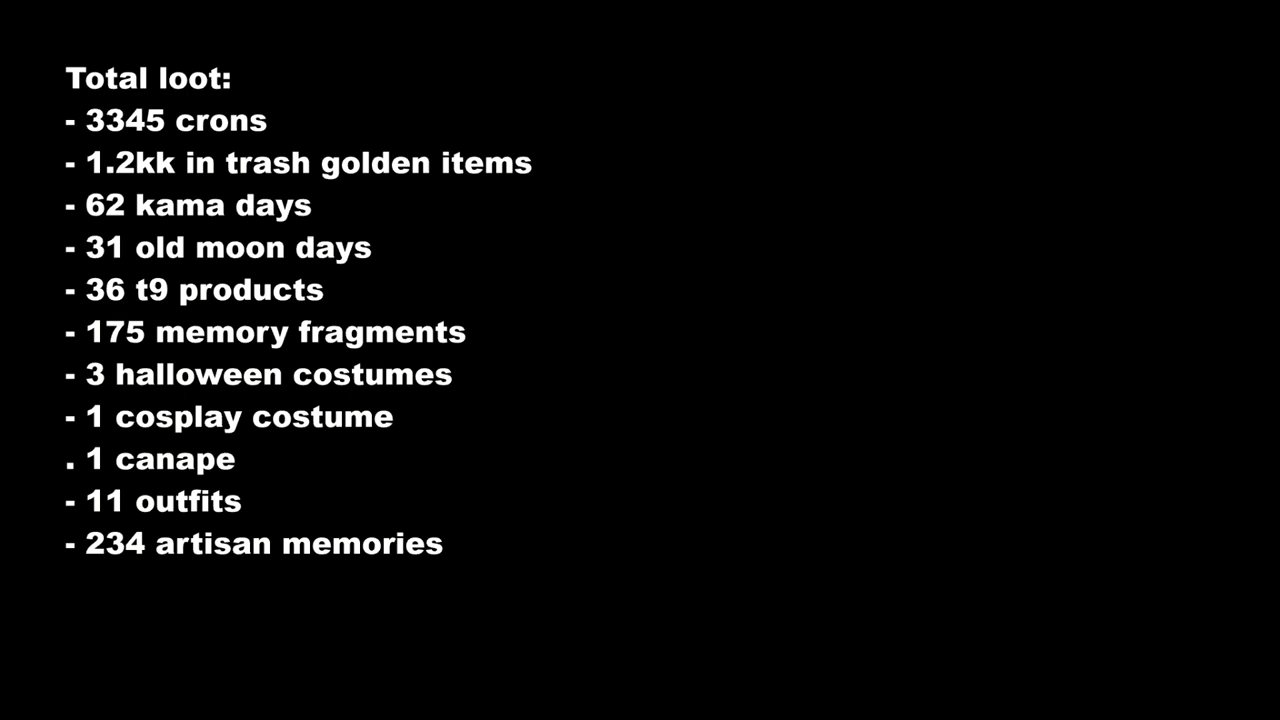 Total loot:
- 3345 crons
- 1.2kk in trash golden items
- 62 kama days
- 31 old moon days
- 36 t9 products
- 175 memory fragments
- 3 halloween costumes
- 1 cosplay costume
. 1 canape
- 11 outfits
- 234 artisan memories